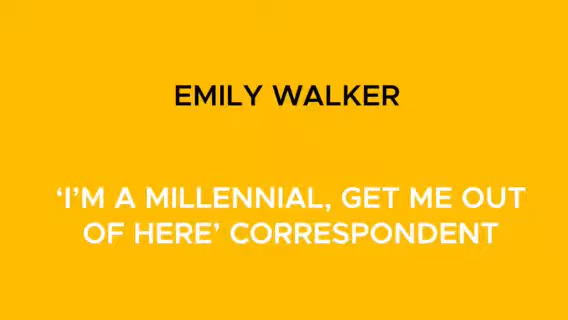 EMILY WALKER
‘I’M A MILLENNIAL, GET ME OUT
OF HERE’ CORRESPONDENT